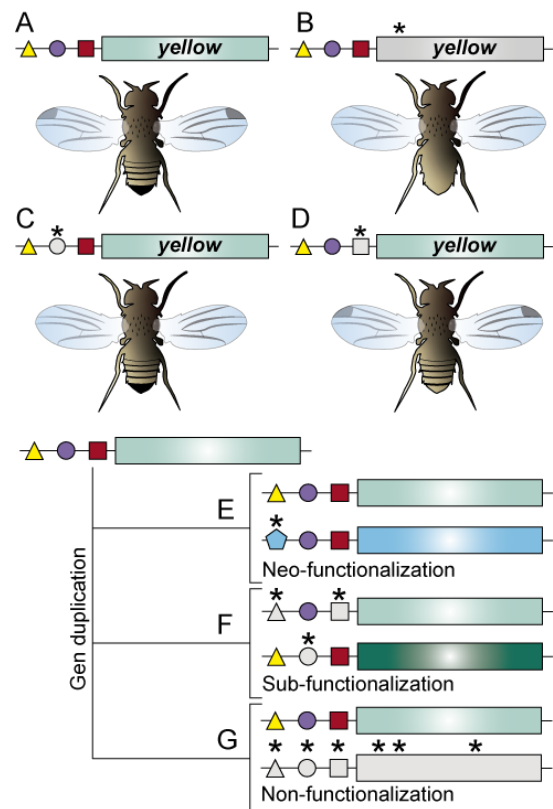 A
B
*
yellow
yellow
C
D
*
*
yellow
yellow
Gen duplication
E
*
Neo-functionalization
F
* *
*
Sub-functionalization
G
* * * * * *
Non-functionalization